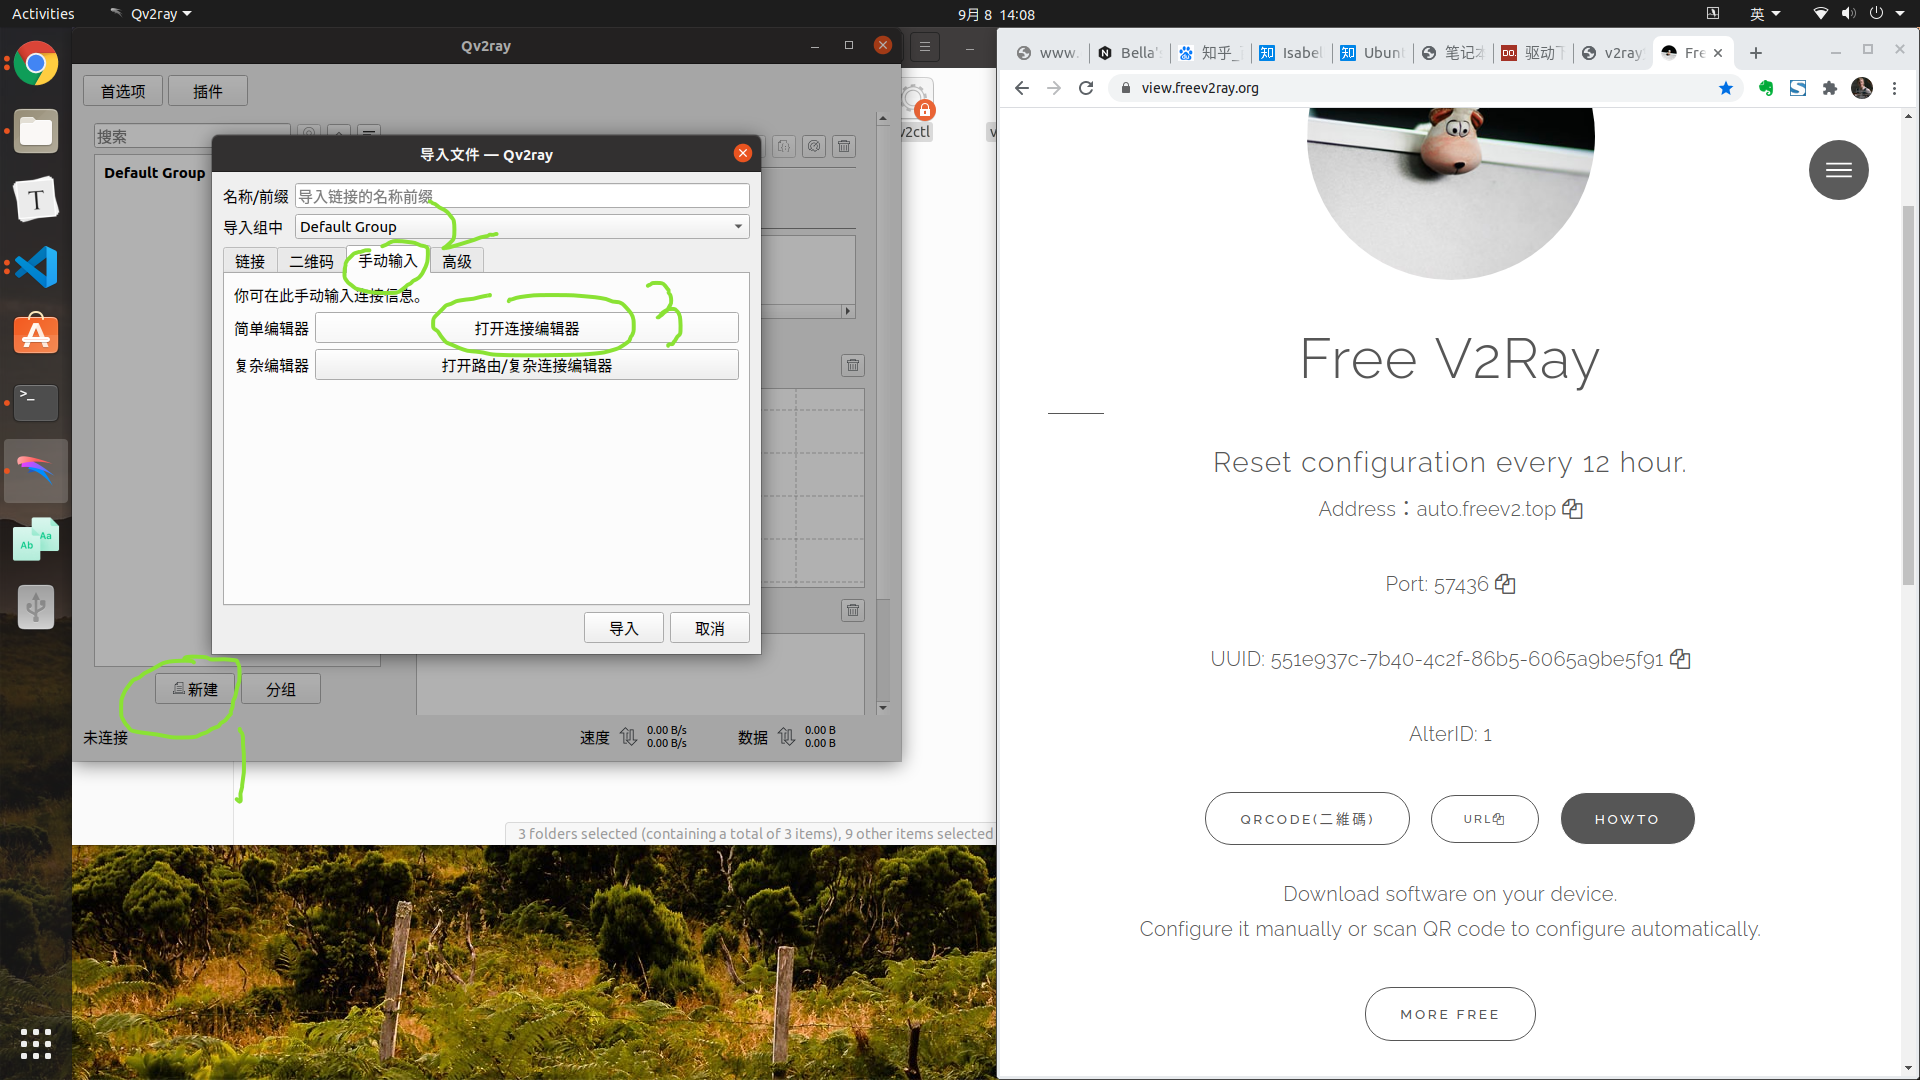 Activities
Qv2ray
9月 8 14:08
英
Qv2ray
首选项
插件
搜索
Default Group
导入文件 — Qv2ray
名称/前缀
导入链接的名称前缀
导入组中
Default Group
链接
二维码
手动输入
高级
你可在此手动输入连接信息。
简单编辑器
打开连接编辑器
复杂编辑器
打开路由/复杂连接编辑器
导入
取消
新建
分组
未连接
速度
0.00 B/s
0.00 B/s
数据
0.00 B
0.00 B
1
2
3
v2ctl
v
3 folders selected (containing a total of 3 items), 9 other items selected
www.
Bella'
知乎_
Isabel
Ubunt
笔记本
驱动下
v2ray
Fre
view.freev2ray.org
Free V2Ray
Reset configuration every 12 hour.
Address：auto.freev2.top
Port: 57436
UUID: 551e937c-7b40-4c2f-86b5-6065a9be5f91
AlterID: 1
QRCODE(二維碼)
URL
HOWTO
Download software on your device.
Configure it manually or scan QR code to configure automatically.
MORE FREE